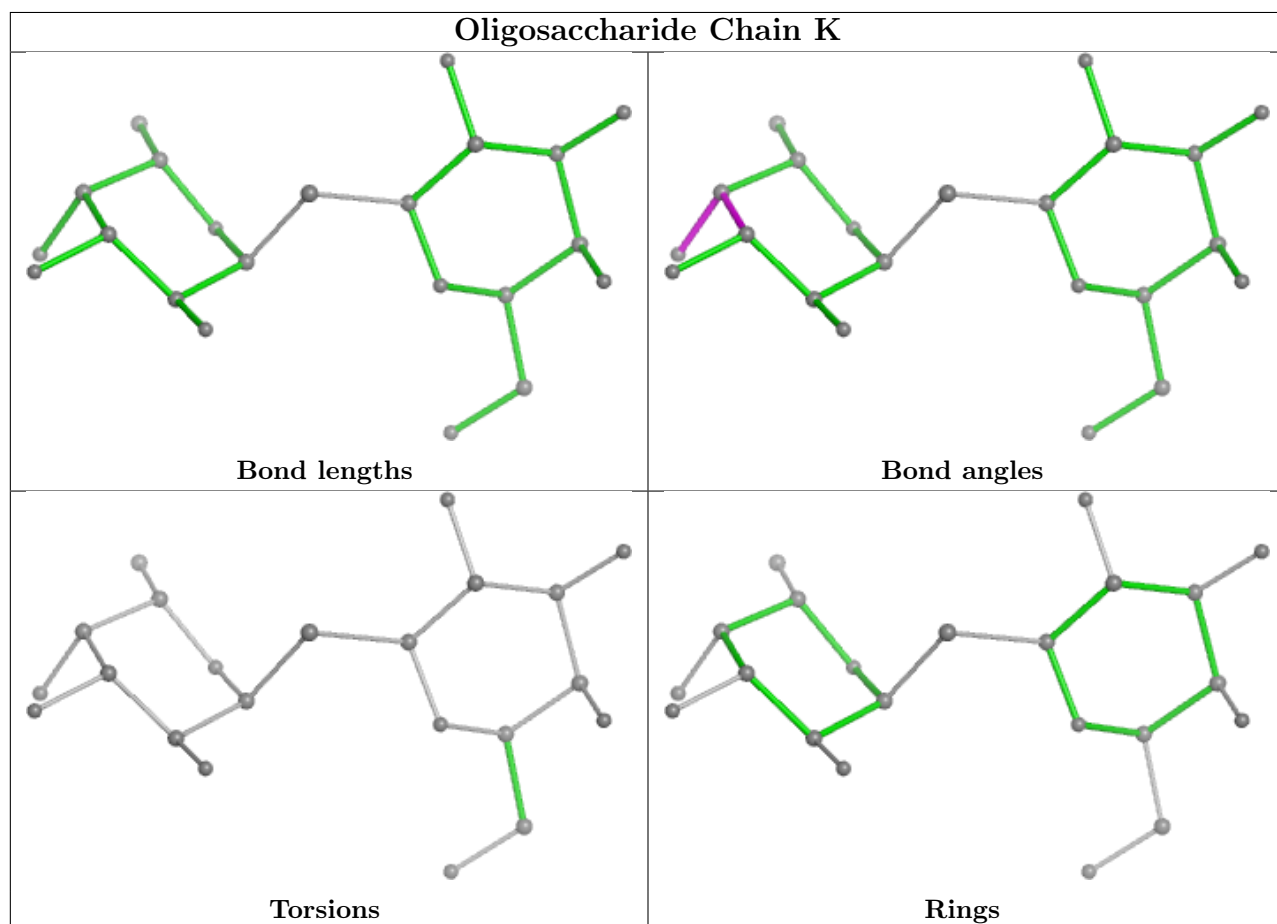 Oligosaccharide Chain K
Bond lengths
Bond angles
Torsions
Rings